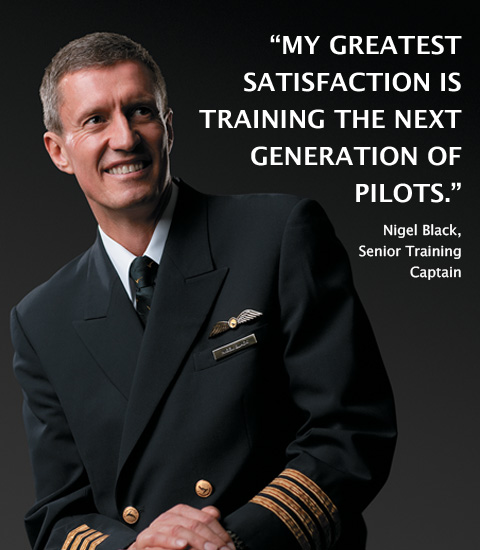 “MY GREATEST
SATISFACTION IS
TRAINING THE NEXT
GENERATION OF
PILOTS.”
Nigel Black,
Senior Training
Captain